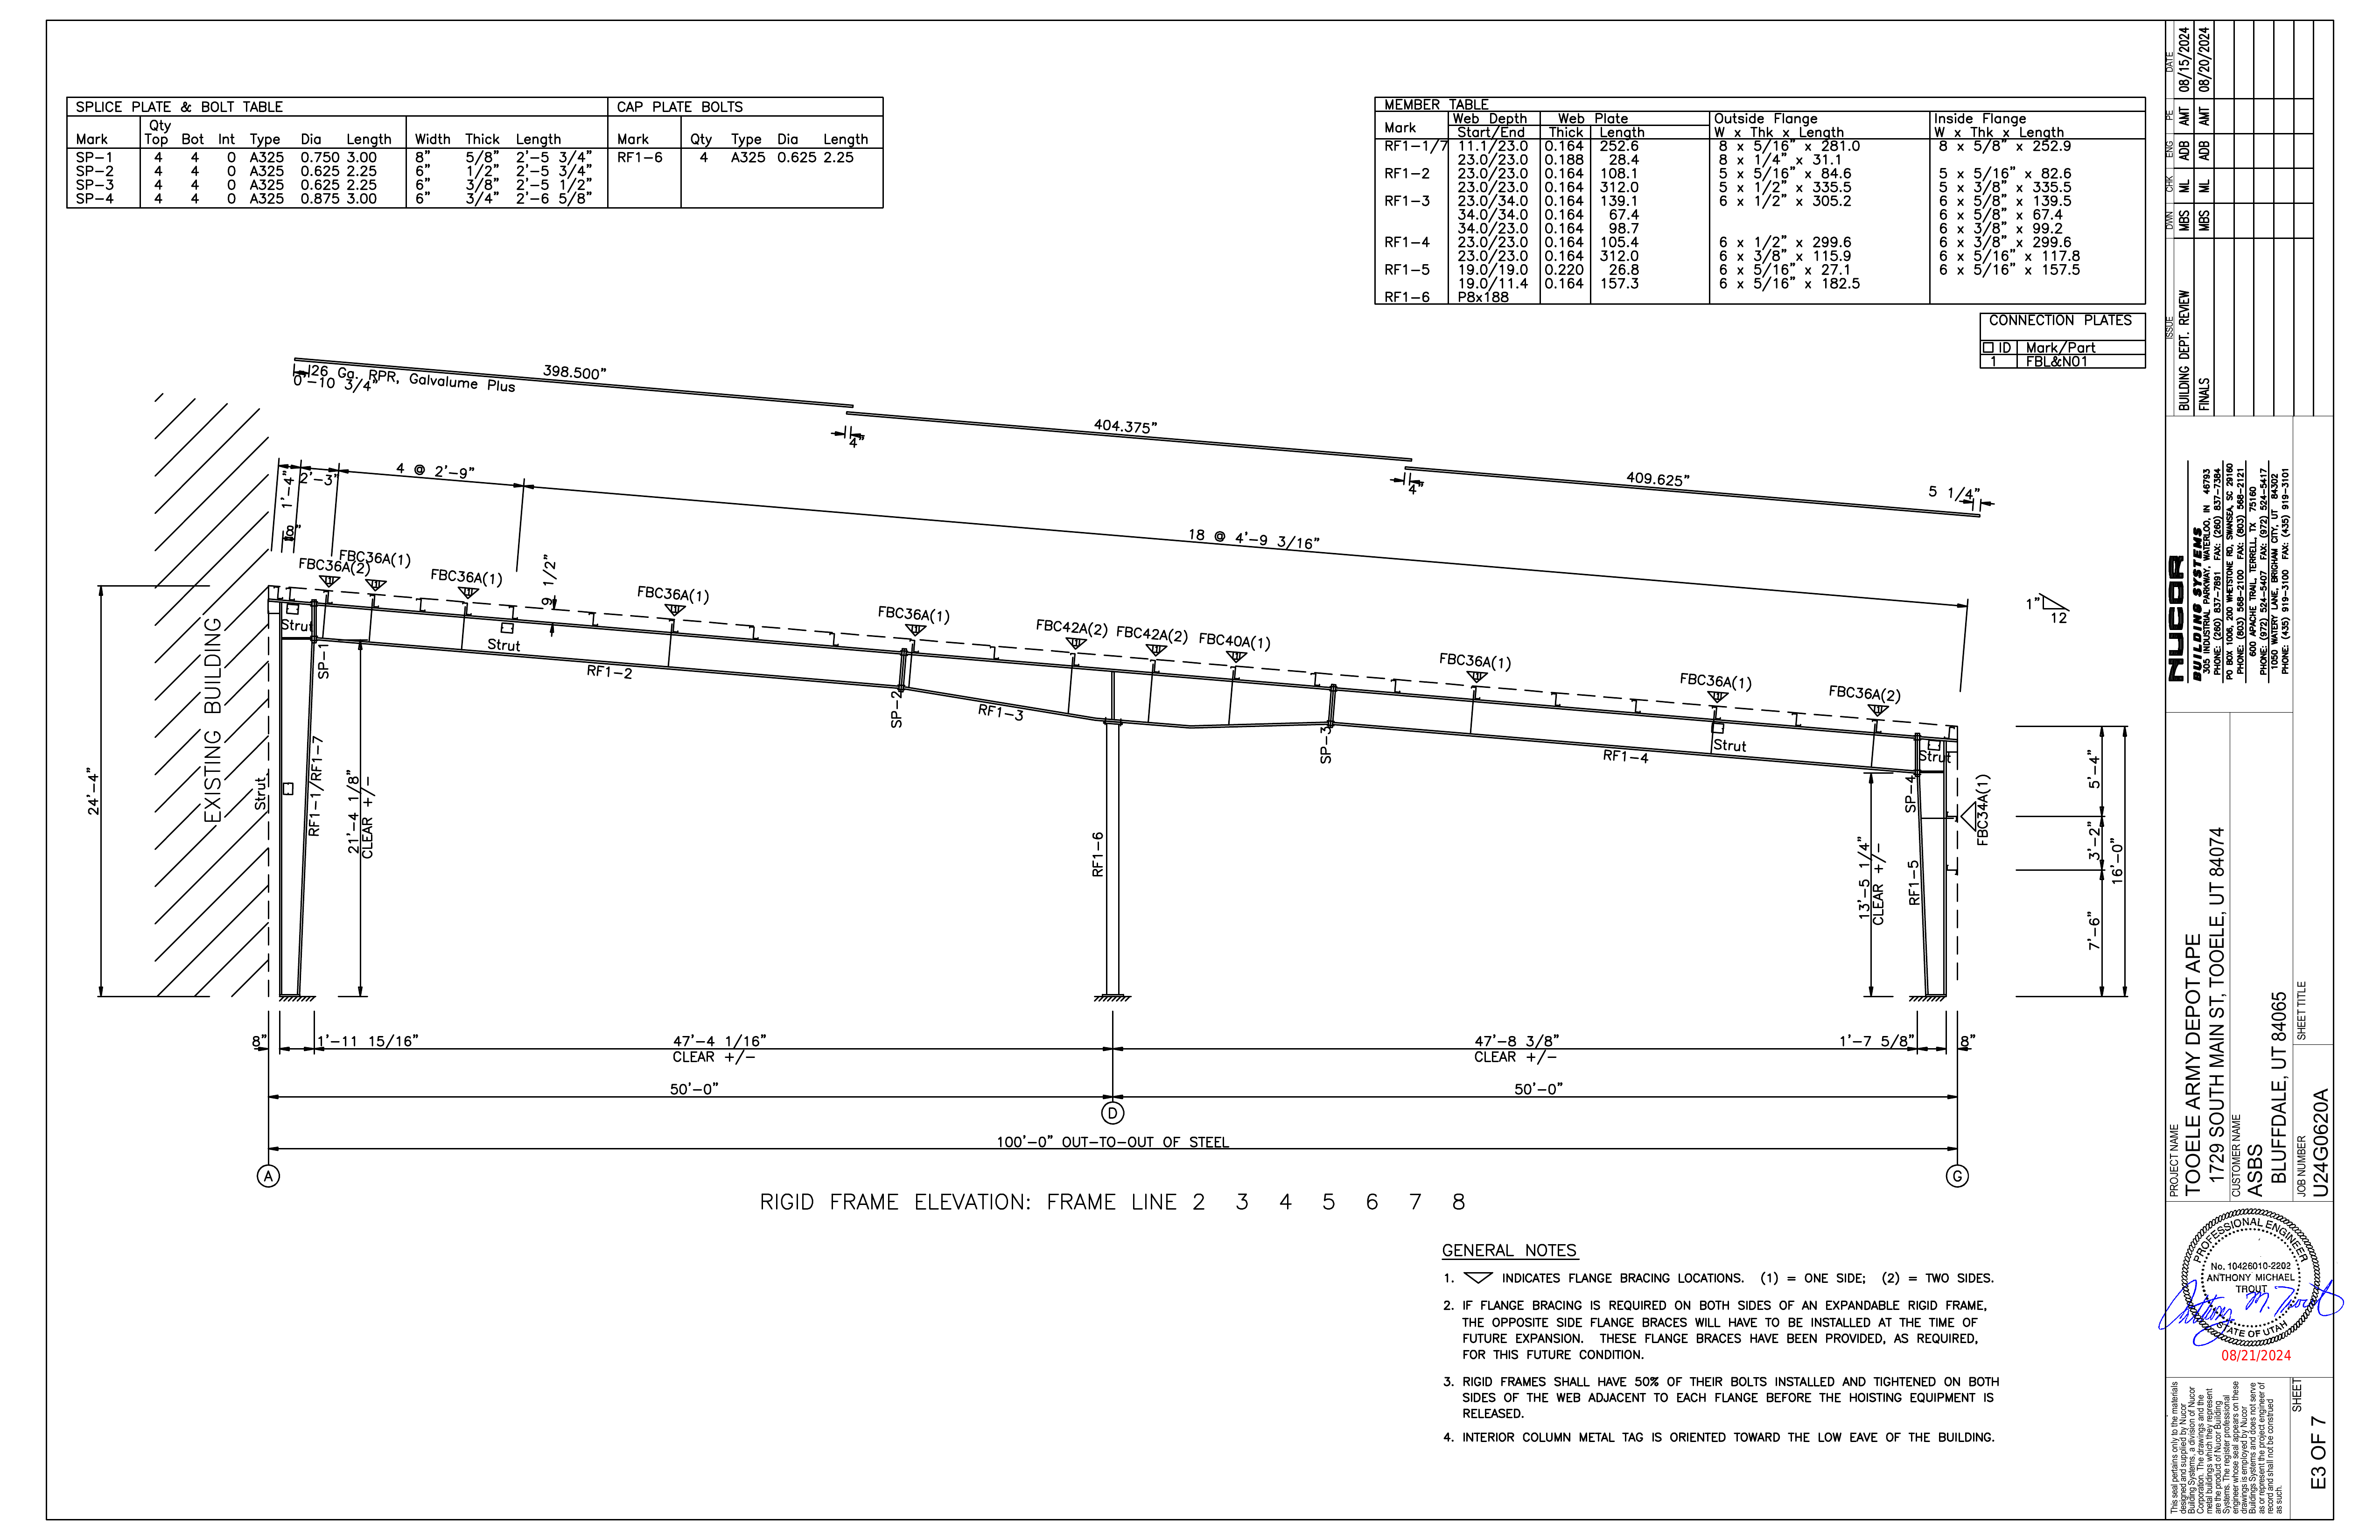 SPLICE PLATE & BOLT TABLE
CAP PLATE BOLTS
Mark Qty Top Bot Int Type Dia Length Width Thick Length Mark Qty Type Dia Length
SP-1 4 4 0 A325 0.750 3.00 8" 5/8" 2'-5 3/4" RF1-6 4 A325 0.625 2.25
SP-2 4 4 0 A325 0.625 2.25 6" 1/2" 2'-5 3/4"
SP-3 4 4 0 A325 0.625 2.25 6" 3/8" 2'-5 1/2"
SP-4 4 4 0 A325 0.875 3.00 6" 3/4" 2'-6 5/8"
MEMBER TABLE
Mark Web Depth Web Plate Outside Flange Inside Flange
Start/End Thick Length W x Thk x Length W x Thk x Length
RF1-1/7 11.1/23.0 0.164 252.6 8 x 5/16" x 281.0 8 x 5/8" x 252.9
23.0/23.0 0.188 28.4 8 x 1/4" x 31.1
RF1-2 23.0/23.0 0.164 108.1 5 x 5/16" x 84.6 5 x 5/16" x 82.6
23.0/23.0 0.164 312.0 5 x 1/2" x 335.5 5 x 3/8" x 335.5
RF1-3 23.0/34.0 0.164 139.1 6 x 1/2" x 305.2 6 x 5/8" x 139.5
34.0/34.0 0.164 67.4 6 x 5/8" x 67.4
34.0/23.0 0.164 98.7 6 x 3/8" x 99.2
RF1-4 23.0/23.0 0.164 105.4 6 x 1/2" x 299.6 6 x 3/8" x 299.6
23.0/23.0 0.164 312.0 6 x 3/8" x 115.9 6 x 5/16" x 117.8
RF1-5 19.0/19.0 0.220 26.8 6 x 5/16" x 27.1 6 x 5/16" x 157.5
19.0/11.4 0.164 157.3 6 x 5/16" x 182.5
RF1-6 P8x188
CONNECTION PLATES
ID Mark/Part
1 FBL&NO1
398.500"
26 Ga. RPR, Galvalume Plus
0'-10 3/4"
4"
404.375"
4"
409.625"
5 1/4"
1'-4"
2'-3"
4 @ 2'-9"
18 @ 4'-9 3/16"
8"
9 1/2"
1"
12
FBC36A(2)
FBC36A(1)
FBC36A(1)
FBC36A(1)
FBC36A(1)
FBC42A(2)
FBC42A(2)
FBC40A(1)
FBC36A(1)
FBC36A(1)
FBC36A(2)
FBC34A(1)
EXISTING BUILDING
Strut
Strut
Strut
Strut
Strut
SP-1
SP-2
SP-3
SP-4
RF1-1/RF1-7
RF1-2
RF1-3
RF1-4
RF1-5
RF1-6
24'-4"
21'-4 1/8"
CLEAR +/-
13'-5 1/4"
CLEAR +/-
5'-4"
3'-2"
7'-6"
16'-0"
8"
1'-11 15/16"
47'-4 1/16"
CLEAR +/-
47'-8 3/8"
CLEAR +/-
1'-7 5/8"
8"
50'-0"
50'-0"
D
100'-0" OUT-TO-OUT OF STEEL
A
G
RIGID FRAME ELEVATION: FRAME LINE 2 3 4 5 6 7 8
GENERAL NOTES
1. INDICATES FLANGE BRACING LOCATIONS. (1) = ONE SIDE; (2) = TWO SIDES.
2. IF FLANGE BRACING IS REQUIRED ON BOTH SIDES OF AN EXPANDABLE RIGID FRAME,
THE OPPOSITE SIDE FLANGE BRACES WILL HAVE TO BE INSTALLED AT THE TIME OF
FUTURE EXPANSION. THESE FLANGE BRACES HAVE BEEN PROVIDED, AS REQUIRED,
FOR THIS FUTURE CONDITION.
3. RIGID FRAMES SHALL HAVE 50% OF THEIR BOLTS INSTALLED AND TIGHTENED ON BOTH
SIDES OF THE WEB ADJACENT TO EACH FLANGE BEFORE THE HOISTING EQUIPMENT IS
RELEASED.
4. INTERIOR COLUMN METAL TAG IS ORIENTED TOWARD THE LOW EAVE OF THE BUILDING.
ISSUE DWN CHK ENG PE DATE
BUILDING DEPT. REVIEW MBS ML ADB AMT 08/15/2024
FINALS MBS ML ADB AMT 08/20/2024
NUCOR
BUILDING SYSTEMS
305 INDUSTRIAL PARKWAY, WATERLOO, IN 46793
PHONE: (260) 837-7891 FAX: (260) 837-7384
PO BOX 1006, 200 WHETSTONE RD, SWANSEA, SC 29160
PHONE: (803) 568-2100 FAX: (803) 568-2121
600 APACHE TRAIL, TERRELL, TX 75160
PHONE: (972) 524-5407 FAX: (972) 524-5417
1050 WATERY LANE, BRIGHAM CITY, UT 84302
PHONE: (435) 919-3100 FAX: (435) 919-3101
PROJECT NAME
TOOELE ARMY DEPOT APE
1729 SOUTH MAIN ST, TOOELE, UT 84074
CUSTOMER NAME
ASBS
BLUFFDALE, UT 84065
JOB NUMBER
U24G0620A
SHEET TITLE
PROFESSIONAL ENGINEER
No. 10426010-2202
ANTHONY MICHAEL
TROUT
STATE OF UTAH
Anthony M. Trout
08/21/2024
This seal pertains only to the materials
designed and supplied by Nucor
Building Systems, a division of Nucor
Corporation. The drawings and the
metal buildings which they represent
are the product of Nucor Building
Systems. The register professional
engineer whose seal appears on these
drawings is employed by Nucor
Buildings Systems and does not serve
as or represent the project engineer of
record and shall not be construed
as such.
SHEET
E3 OF 7